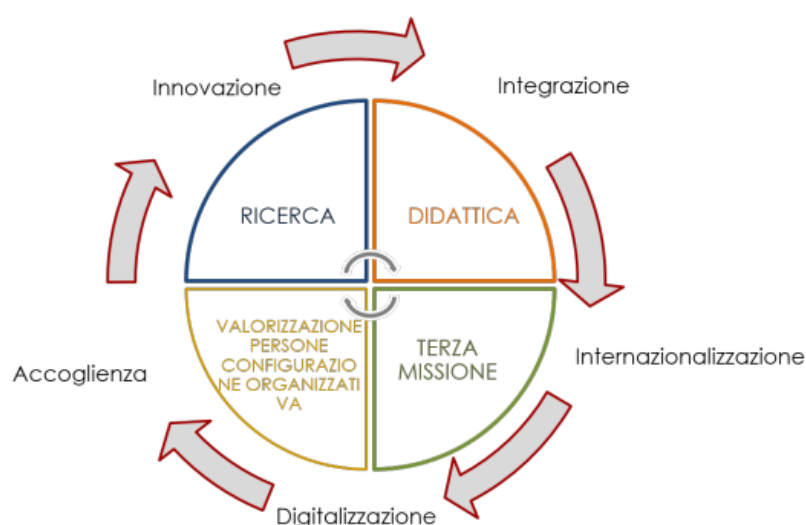 Innovazione
Integrazione
RICERCA
DIDATTICA
VALORIZZAZIONE
PERSONE
CONFIGURAZIO
NE ORGANIZZATI
VA
TERZA
MISSIONE
Internazionalizzazione
Accoglienza
Digitalizzazione